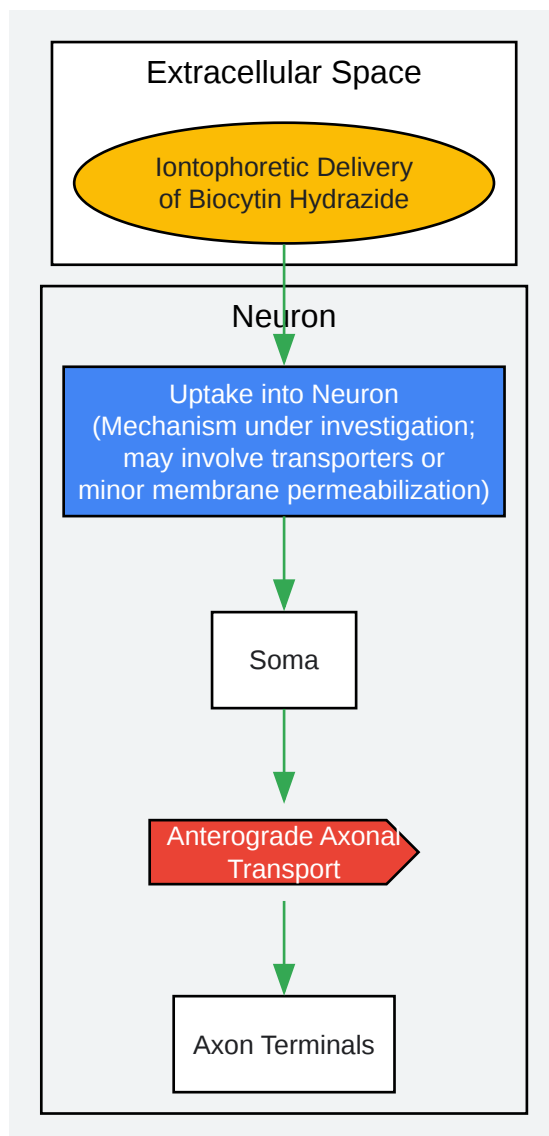 Extracellular Space
Iontophoretic Delivery
of Biocytin Hydrazide
Neuron
Uptake into Neuron
(Mechanism under investigation;
may involve transporters or
minor membrane permeabilization)
Soma
Anterograde Axonal
Transport
Axon Terminals